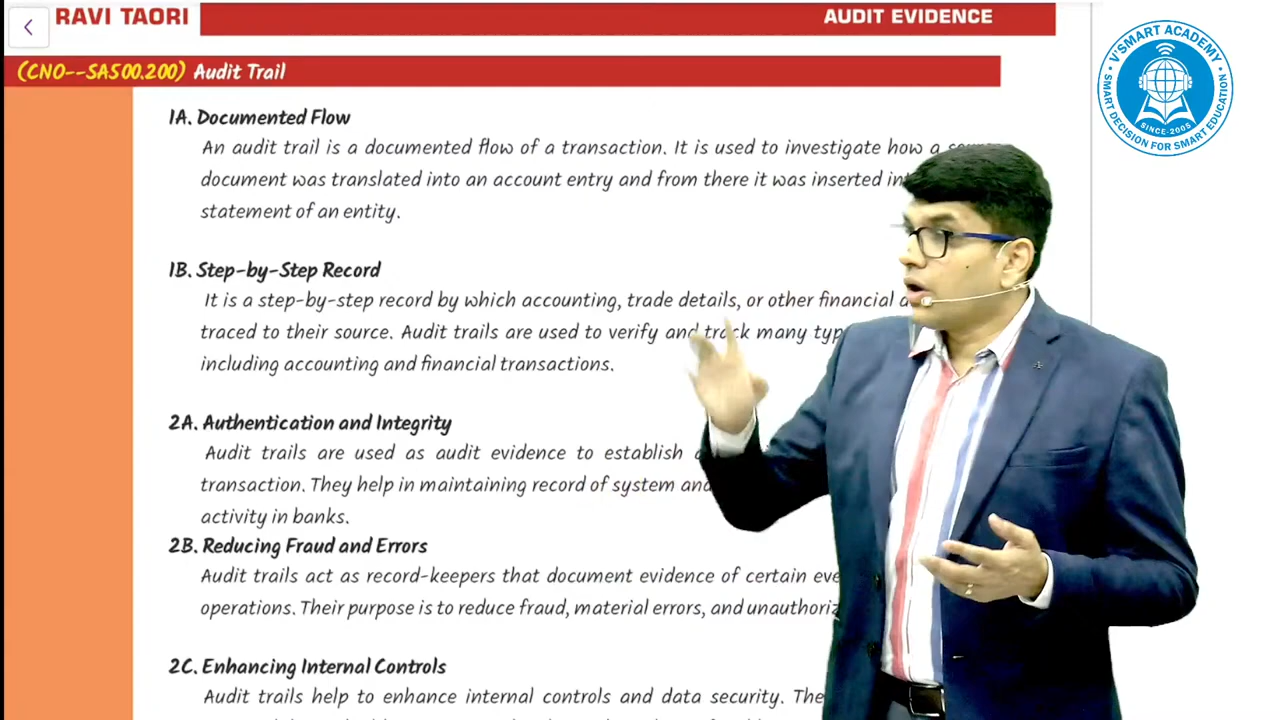 RAVI TAORI
AUDIT EVIDENCE
(CNO--SA500.200) Audit Trail
V'SMART ACADEMY
SMART DECISION FOR SMART EDUCATION
SINCE-2005
1A. Documented Flow
An audit trail is a documented flow of a transaction. It is used to investigate how a
document was translated into an account entry and from there it was inserted
statement of an entity.
1B. Step-by-Step Record
It is a step-by-step record by which accounting, trade details, or other financial
traced to their source. Audit trails are used to verify and track many
including accounting and financial transactions.
2A. Authentication and Integrity
Audit trails are used as audit evidence to establish
transaction. They help in maintaining record of system and
activity in banks.
2B. Reducing Fraud and Errors
Audit trails act as record-keepers that document evidence of certain
operations. Their purpose is to reduce fraud, material errors, and
2C. Enhancing Internal Controls
Audit trails help to enhance internal controls and data security.